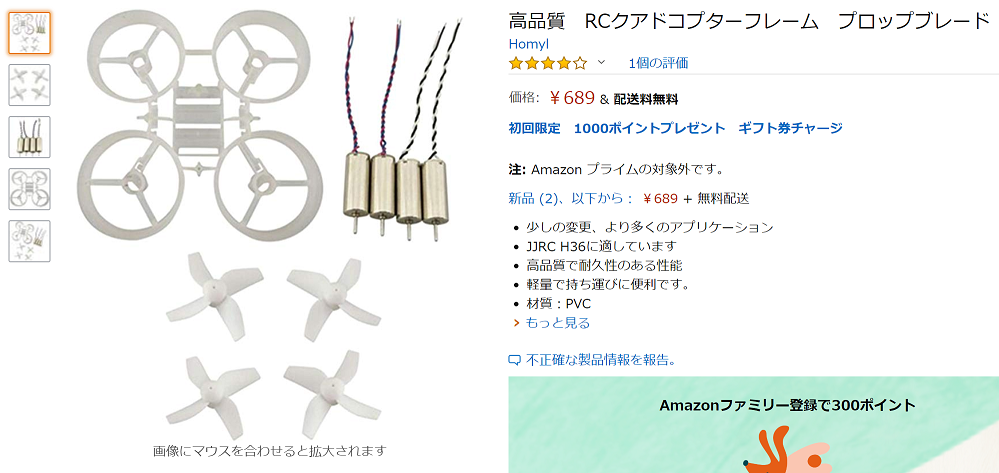 高品質　RCクアドコプターフレーム　プロップブレード
Homyl
1個の評価
価格: ￥689 & 配送料無料
初回限定　1000ポイントプレゼント　ギフト券チャージ
注: Amazon プライムの対象外です。
新品 (2)、以下から： ￥689 + 無料配送
少しの変更、より多くのアプリケーション
JJRC H36に適しています
高品質で耐久性のある性能
軽量で持ち運びに便利です。
材質：PVC
もっと見る
不正確な製品情報を報告。
Amazonファミリー登録で300ポイント
画像にマウスを合わせると拡大されます